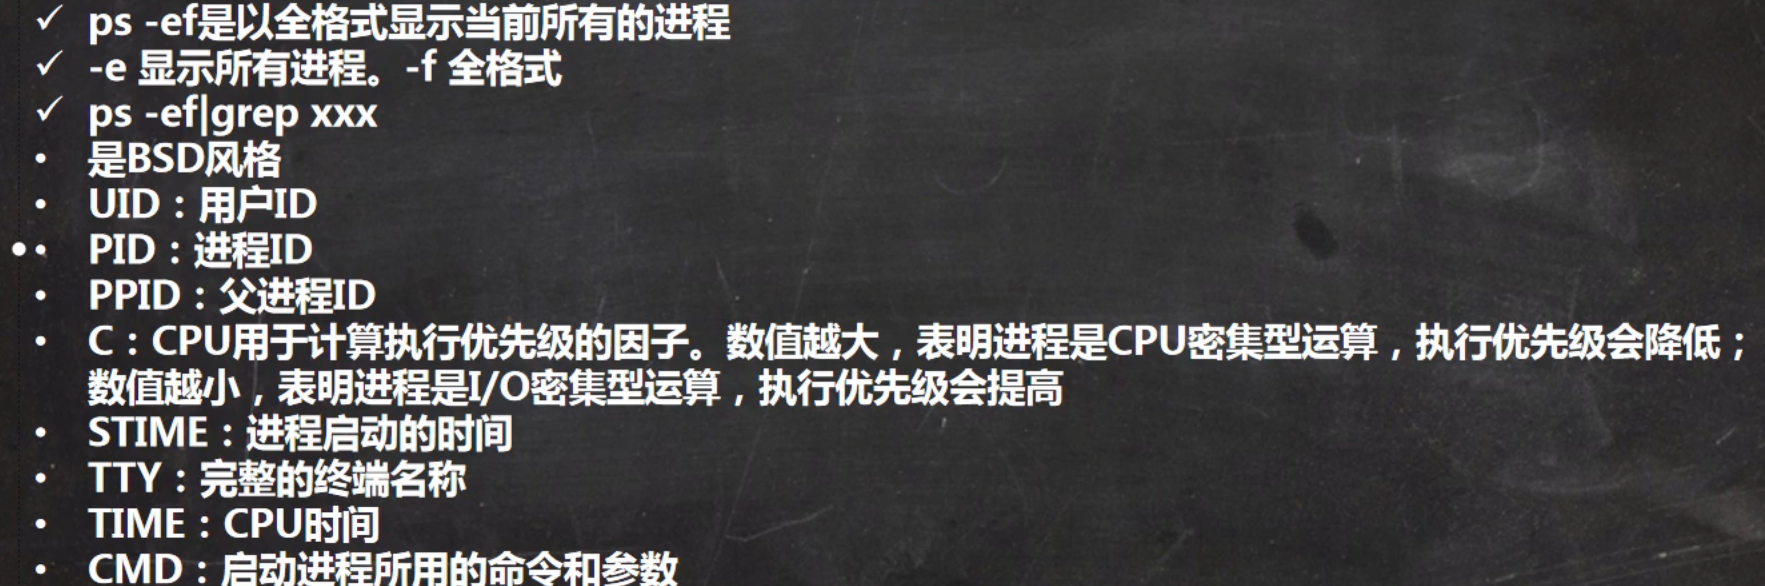 ✓ ps -ef是以全格式显示当前所有的进程
✓ -e 显示所有进程。-f 全格式
✓ ps -ef|grep xxx
• 是BSD风格
• UID：用户ID
• PID：进程ID
• PPID：父进程ID
• C：CPU用于计算执行优先级的因子。数值越大，表明进程是CPU密集型运算，执行优先级会降低；
数值越小，表明进程是I/O密集型运算，执行优先级会提高
• STIME：进程启动的时间
• TTY：完整的终端名称
• TIME：CPU时间
• CMD：启动进程所用的命令和参数